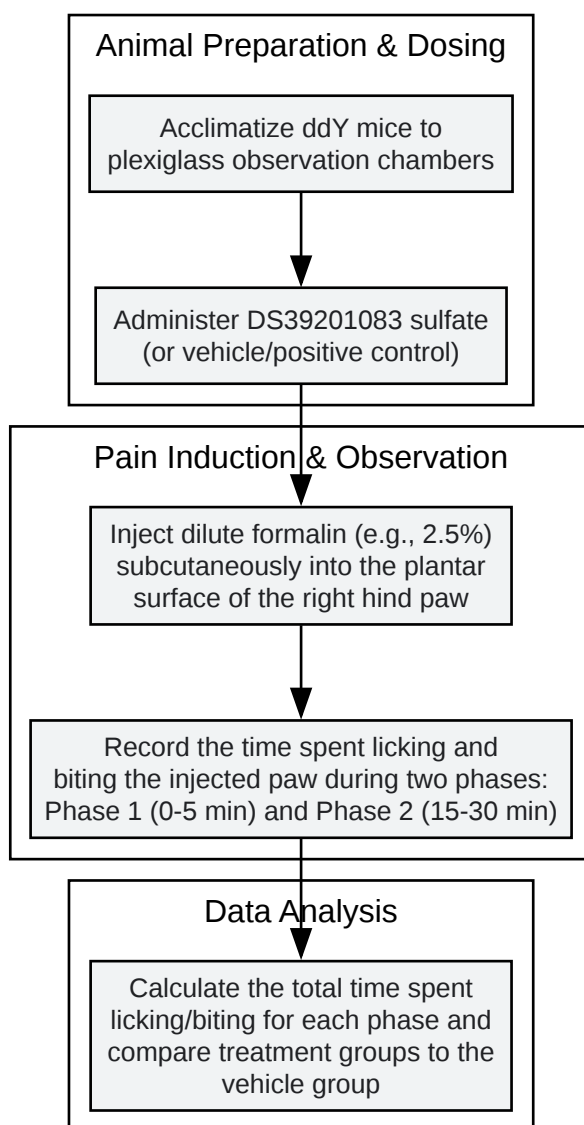 Animal Preparation & Dosing
Acclimatize ddY mice to
plexiglass observation chambers
Administer DS39201083 sulfate
(or vehicle/positive control)
Pain Induction & Observation
Inject dilute formalin (e.g., 2.5%)
subcutaneously into the plantar
surface of the right hind paw
Record the time spent licking and
biting the injected paw during two phases:
Phase 1 (0-5 min) and Phase 2 (15-30 min)
Data Analysis
Calculate the total time spent
licking/biting for each phase and
compare treatment groups to the
vehicle group